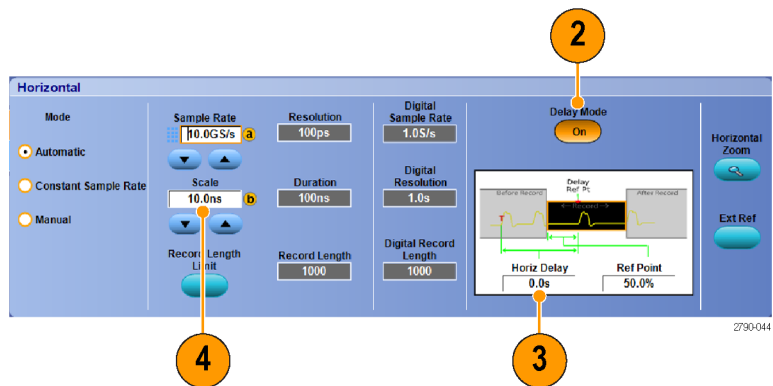 2
Horizontal
Mode
Automatic
Constant Sample Rate
Manual
Sample Rate
10.0GS/s a
Scale
10.0ns b
Record Length
Limit
Resolution
100ps
Duration
100ns
Record Length
1000
Digital
Sample Rate
1.0S/s
Digital
Resolution
1.0s
Digital Record
Length
1000
Delay Mode
On
Delay
Ref Pt
Before Record
<- Record ->
After Record
T
Horiz Delay
0.0s
Ref Point
50.0%
Horizontal
Zoom
Ext Ref
2790-044
4
3